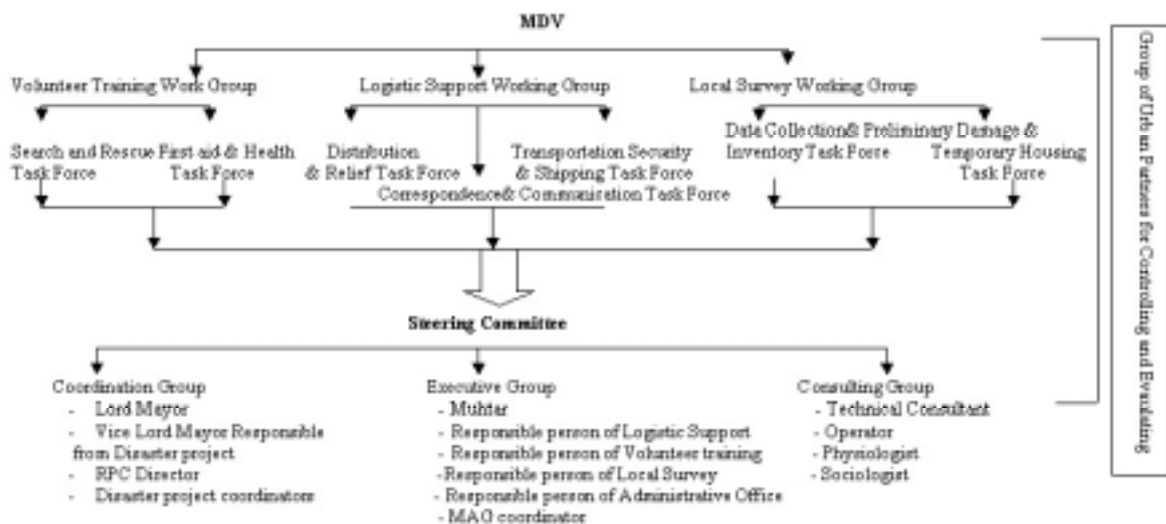 MDV
Volunteer Training Work Group
Logistic Support Working Group
Local Survey Working Group
Search and Rescue First aid & Health
Task Force Task Force
Distribution Transportation Security
& Relief Task Force & Shipping Task Force
Correspondence& Communication Task Force
Data Collection& Preliminary Damage &
Inventory Task Force Temporary Housing
Task Force
Steering Committee
Coordination Group
- Lord Mayor
- Vice Lord Mayor Responsible
from Disaster project
- RPC Director
- Disaster project coordinators
Executive Group
- Muhtar
- Responsible person of Logistic Support
- Responsible person of Volunteer training
-Responsible person of Local Survey
- Responsible person of Administrative Office
- MAG coordinator
Consulting Group
- Technical Consultant
- Operator
- Physiologist
- Sociologist
Group of Urban Partners for Controlling and Evaulating